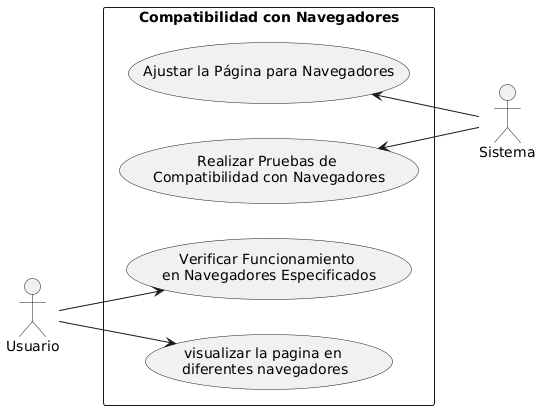 Compatibilidad con Navegadores
Ajustar la Página para Navegadores
Sistema
Realizar Pruebas de
Compatibilidad con Navegadores
Verificar Funcionamiento
en Navegadores Especificados
Usuario
visualizar la pagina en
diferentes navegadores